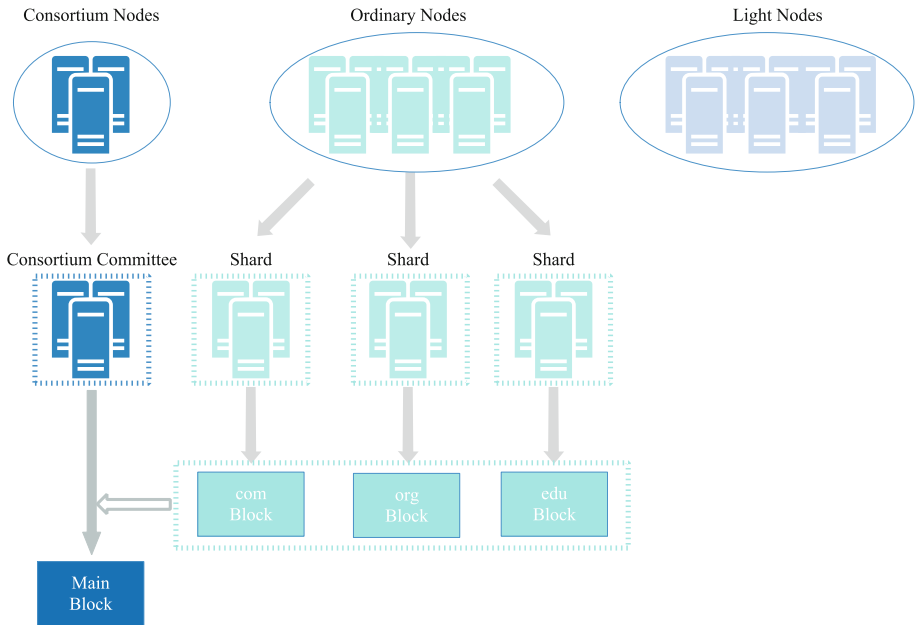 Consortium Nodes
Ordinary Nodes
Light Nodes
Consortium Committee
Shard
Shard
Shard
com
Block
org
Block
edu
Block
Main
Block